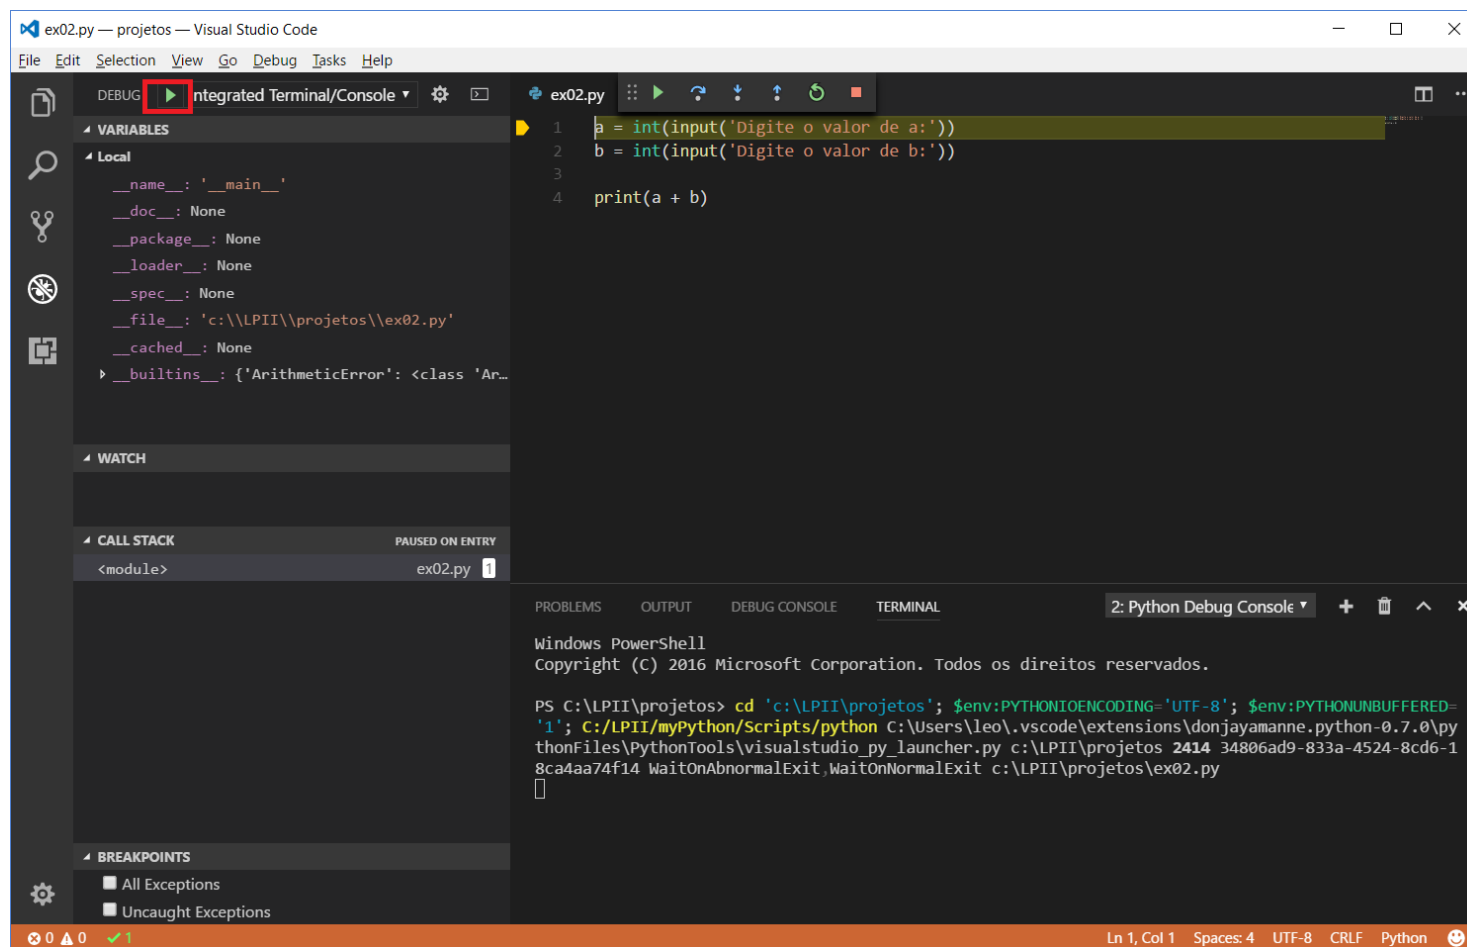 ex02.py — projetos — Visual Studio Code
File Edit Selection View Go Debug Tasks Help
DEBUG ntegrated Terminal/Console
VARIABLES
Local
__name__: '__main__'
__doc__: None
__package__: None
__loader__: None
__spec__: None
__file__: 'c:\\LPII\\projetos\\ex02.py'
__cached__: None
__builtins__: {'ArithmeticError': <class 'Ar…
WATCH
CALL STACK PAUSED ON ENTRY
<module> ex02.py 1
BREAKPOINTS
All Exceptions
Uncaught Exceptions
ex02.py
1 a = int(input('Digite o valor de a:'))
2 b = int(input('Digite o valor de b:'))
3
4 print(a + b)
PROBLEMS OUTPUT DEBUG CONSOLE TERMINAL 2: Python Debug Console
Windows PowerShell
Copyright (C) 2016 Microsoft Corporation. Todos os direitos reservados.
PS C:\LPII\projetos> cd 'c:\LPII\projetos'; $env:PYTHONIOENCODING='UTF-8'; $env:PYTHONUNBUFFERED=
'1'; C:/LPII/myPython/Scripts/python C:\Users\leo\.vscode\extensions\donjayamanne.python-0.7.0\py
thonFiles\PythonTools\visualstudio_py_launcher.py c:\LPII\projetos 2414 34806ad9-833a-4524-8cd6-1
8ca4aa74f14 WaitOnAbnormalExit,WaitOnNormalExit c:\LPII\projetos\ex02.py
0 0 1 Ln 1, Col 1 Spaces: 4 UTF-8 CRLF Python